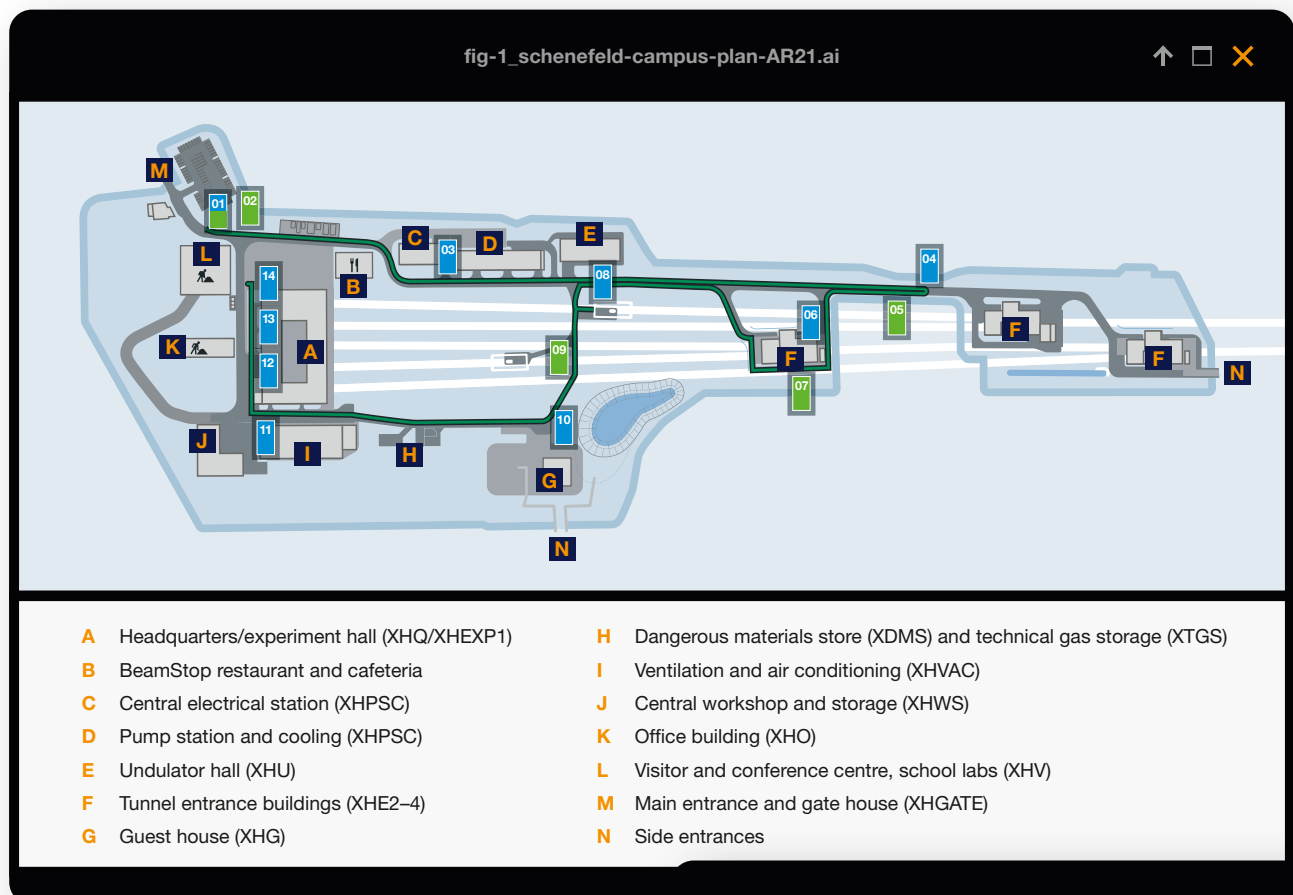 fig-1_schenefeld-campus-plan-AR21.ai
M
01
02
C
03
D
E
04
L
14
B
08
13
06
05
F
F
F
K
A
12
09
07
N
J
11
I
H
10
G
N
A Headquarters/experiment hall (XHQ/XHEXP1)
B BeamStop restaurant and cafeteria
C Central electrical station (XHPSC)
D Pump station and cooling (XHPSC)
E Undulator hall (XHU)
F Tunnel entrance buildings (XHE2–4)
G Guest house (XHG)
H Dangerous materials store (XDMS) and technical gas storage (XTGS)
I Ventilation and air conditioning (XHVAC)
J Central workshop and storage (XHWS)
K Office building (XHO)
L Visitor and conference centre, school labs (XHV)
M Main entrance and gate house (XHGATE)
N Side entrances